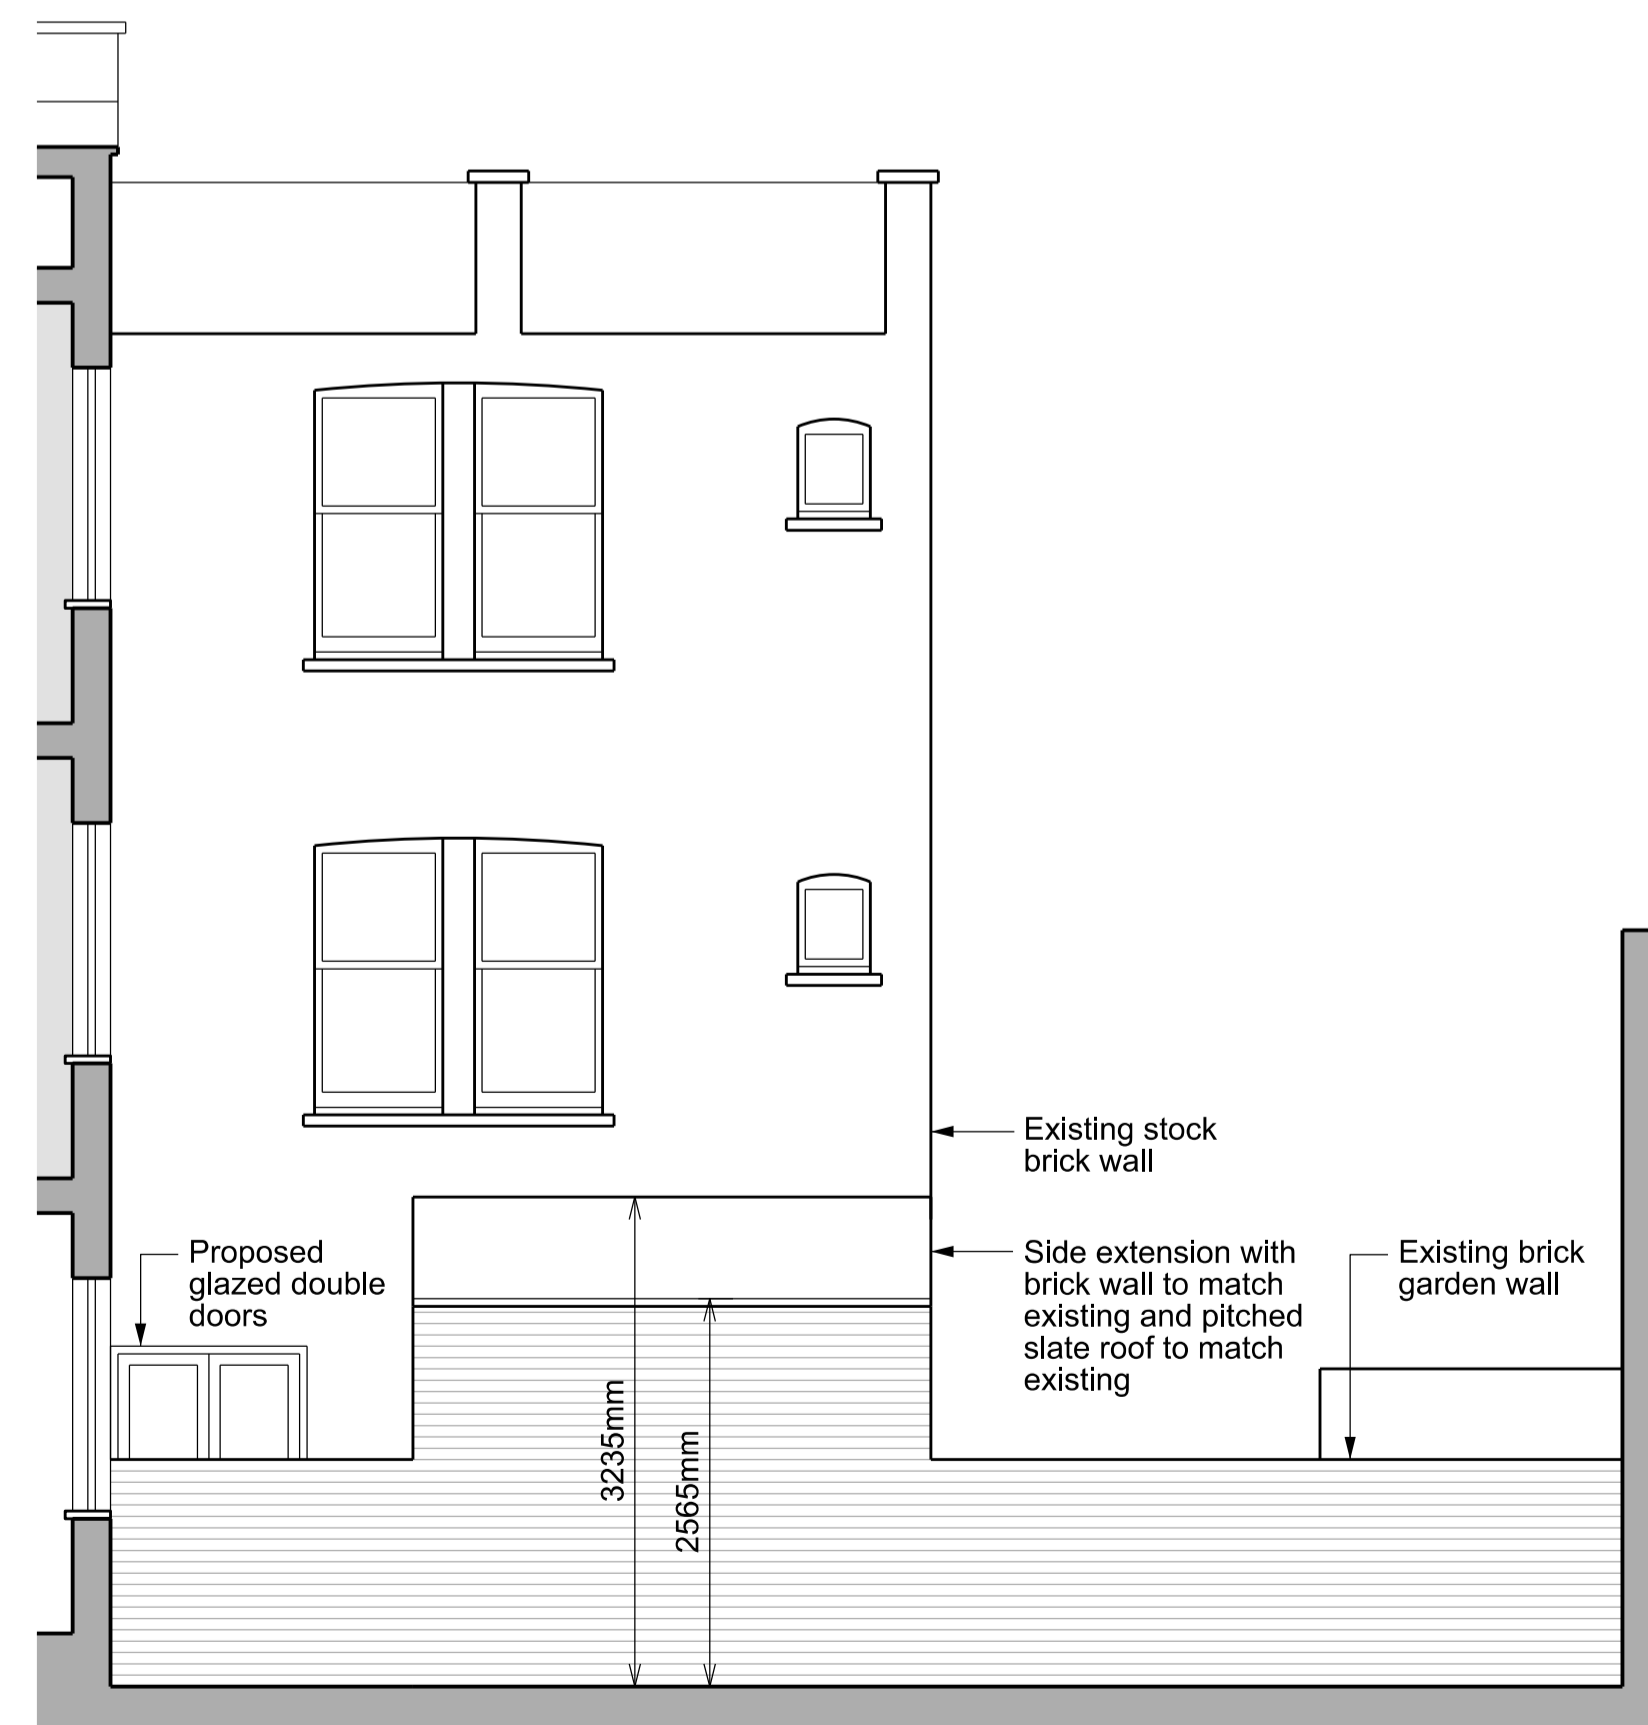 Existing stock
brick wall
Proposed
glazed double
doors
Side extension with
brick wall to match
existing and pitched
slate roof to match
existing
Existing brick
garden wall
3235mm
2565mm